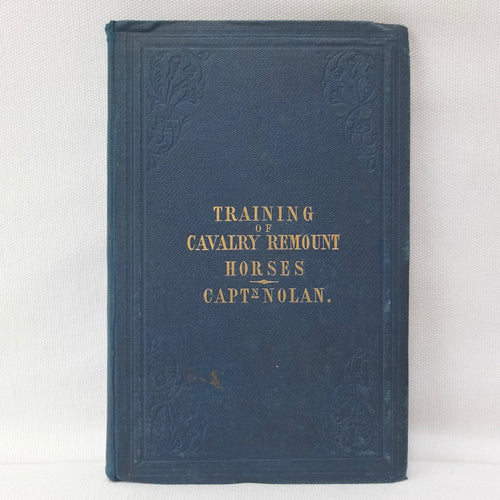 TRAINING
OF
CAVALRY REMOUNT
HORSES
CAPTN NOLAN.